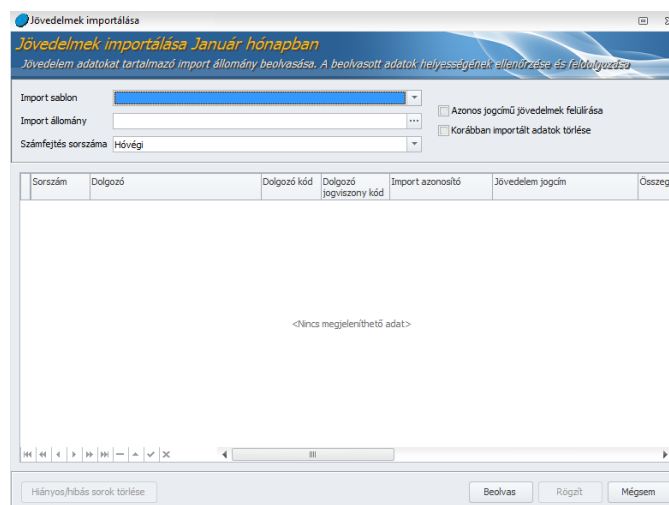 Jövedelmek importálása
Jövedelmek importálása Január hónapban
Jövedelem adatokat tartalmazó import állomány beolvasása. A beolvasott adatok helyességének ellenőrzése és feldolgozása
Import sablon
Azonos jogcímű jövedelmek felülírása
Import állomány
Korábban importált adatok törlése
Számfejtés sorszáma Hóvégi
Sorszám Dolgozó Dolgozó kód Dolgozó jogviszony kód Import azonosító Jövedelem jogcím Összeg
<Nincs megjeleníthető adat>
Hiányos/hibás sorok törlése Beolvas Rögzít Mégsem